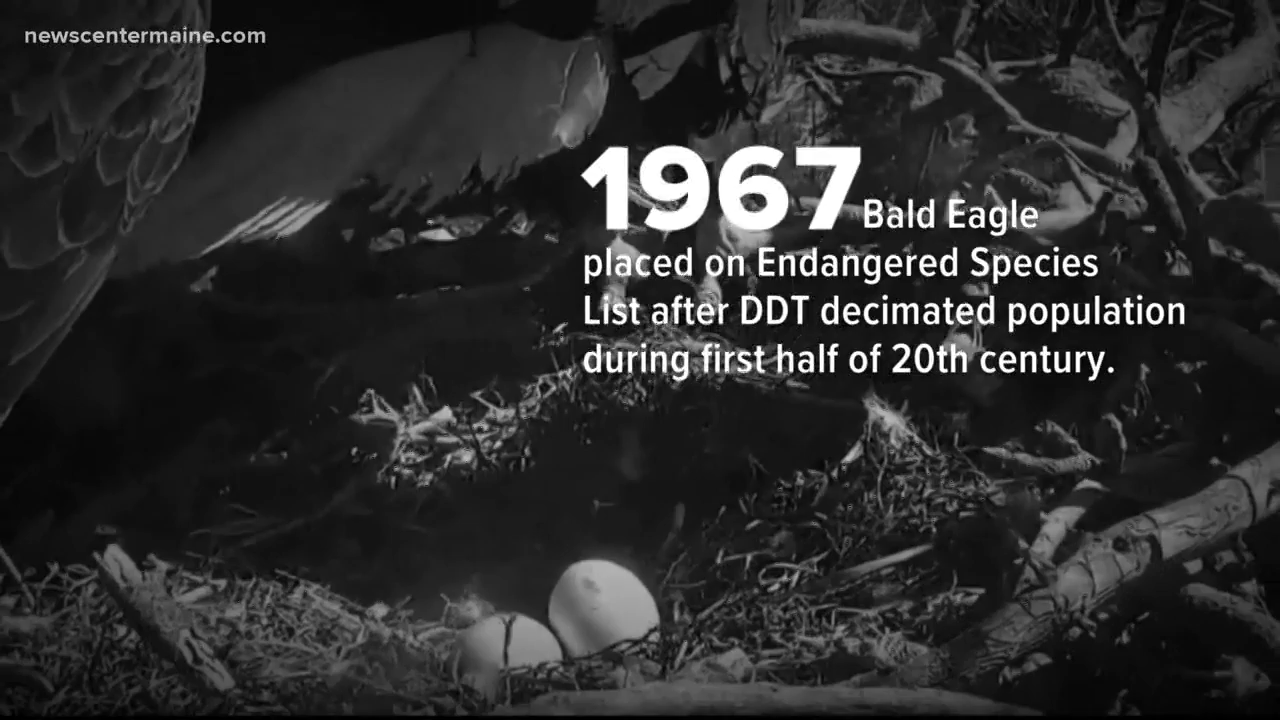 newscentermaine.com
1967 Bald Eagle
placed on Endangered Species
List after DDT decimated population
during first half of 20th century.